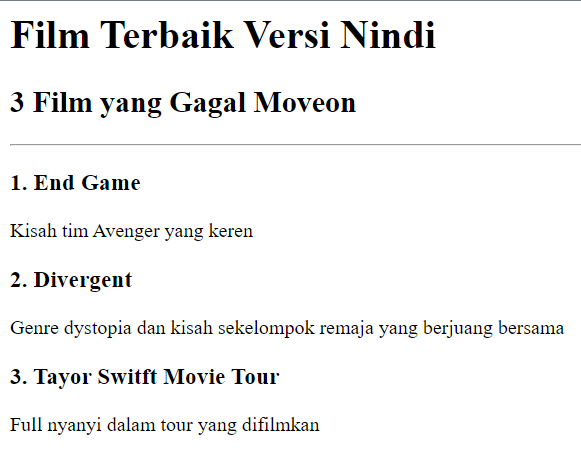 Film Terbaik Versi Nindi
3 Film yang Gagal Moveon
1. End Game
Kisah tim Avenger yang keren
2. Divergent
Genre dystopia dan kisah sekelompok remaja yang berjuang bersama
3. Tayor Switft Movie Tour
Full nyanyi dalam tour yang difilmkan